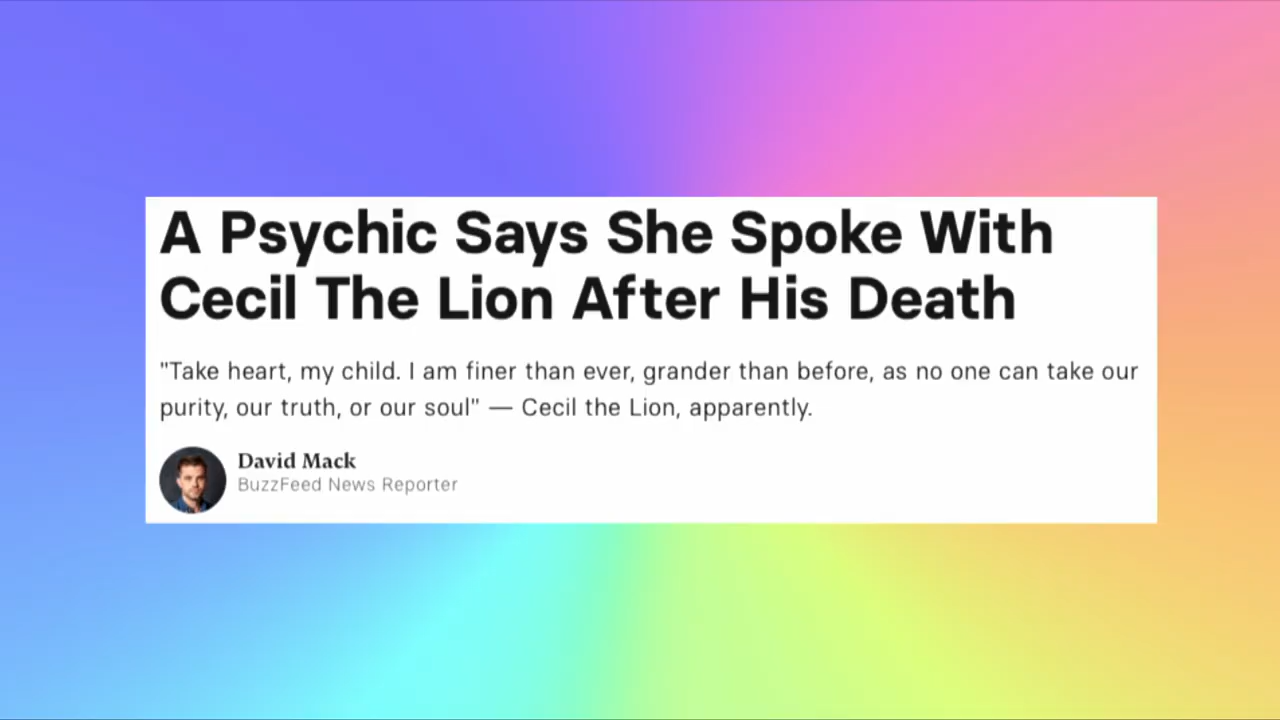 A Psychic Says She Spoke With
Cecil The Lion After His Death
"Take heart, my child. I am finer than ever, grander than before, as no one can take our
purity, our truth, or our soul" — Cecil the Lion, apparently.
David Mack
BuzzFeed News Reporter